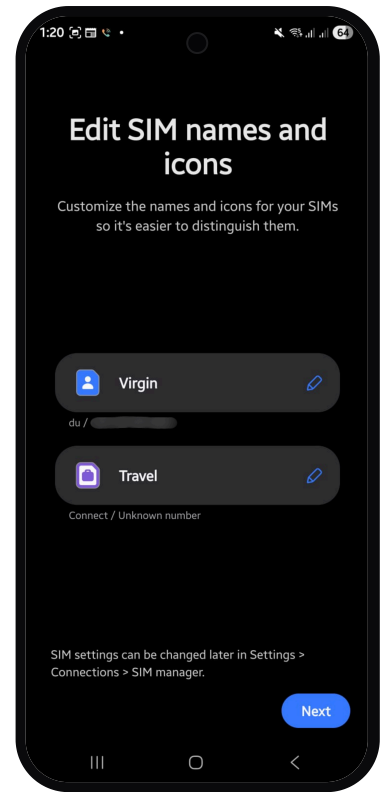 1:20 64
Edit SIM names and
icons
Customize the names and icons for your SIMs
so it's easier to distinguish them.
Virgin
du /
Travel
Connect / Unknown number
SIM settings can be changed later in Settings >
Connections > SIM manager.
Next